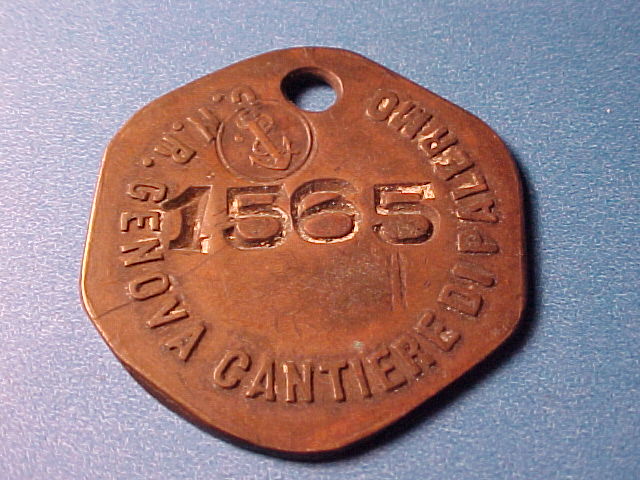 C.N.R. GENOVA CANTIERE DI PALERMO
1565